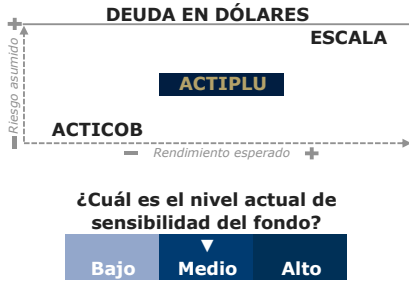 DEUDA EN DÓLARES
ESCALA
Riesgo asumido
ACTIPLU
ACTICOB
Rendimiento esperado
¿Cuál es el nivel actual de
sensibilidad del fondo?
Bajo Medio Alto